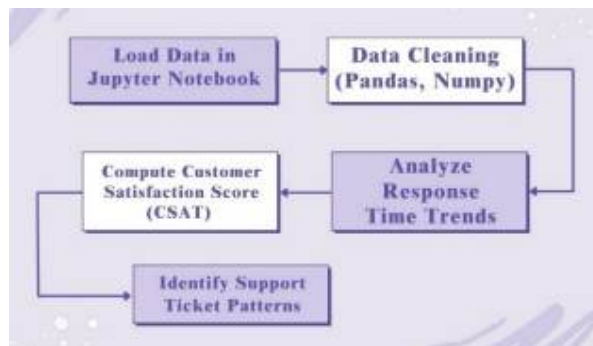 Load Data in
Jupyter Notebook
Data Cleaning
(Pandas, Numpy)
Analyze
Response
Time Trends
Compute Customer
Satisfaction Score
(CSAT)
Identify Support
Ticket Patterns